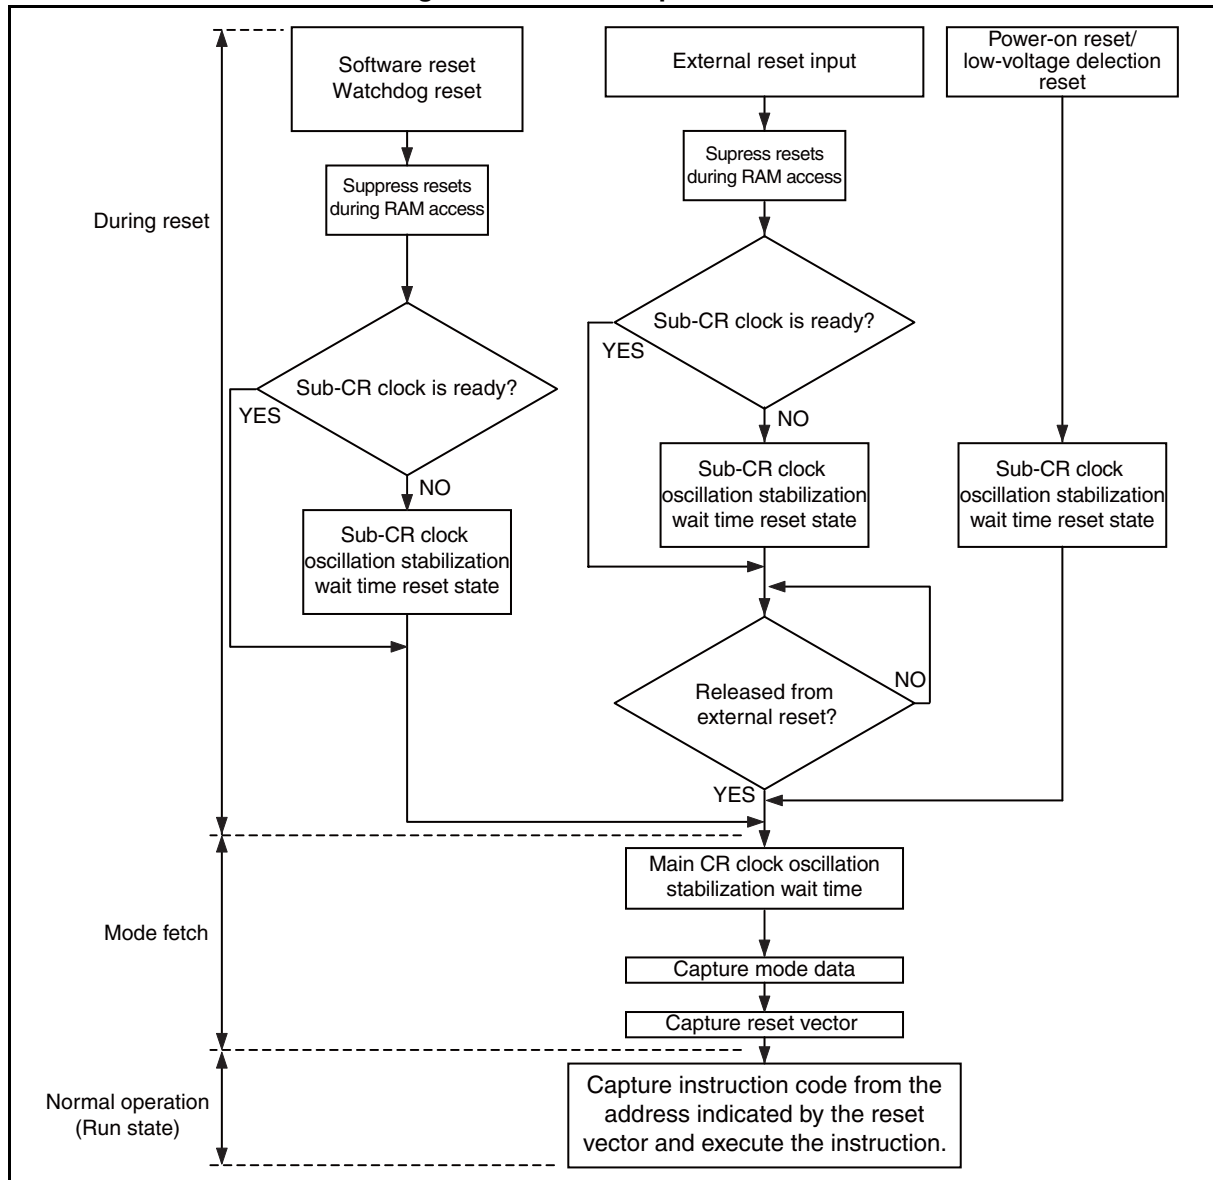 Software reset
Watchdog reset
External reset input
Power-on reset/
low-voltage delection
reset
Suppress resets
during RAM access
Supress resets
during RAM access
During reset
Sub-CR clock is ready?
YES
NO
Sub-CR clock is ready?
YES
NO
Sub-CR clock
oscillation stabilization
wait time reset state
Sub-CR clock
oscillation stabilization
wait time reset state
Sub-CR clock
oscillation stabilization
wait time reset state
Released from
external reset?
NO
YES
Main CR clock oscillation
stabilization wait time
Mode fetch
Capture mode data
Capture reset vector
Normal operation
(Run state)
Capture instruction code from the
address indicated by the reset
vector and execute the instruction.